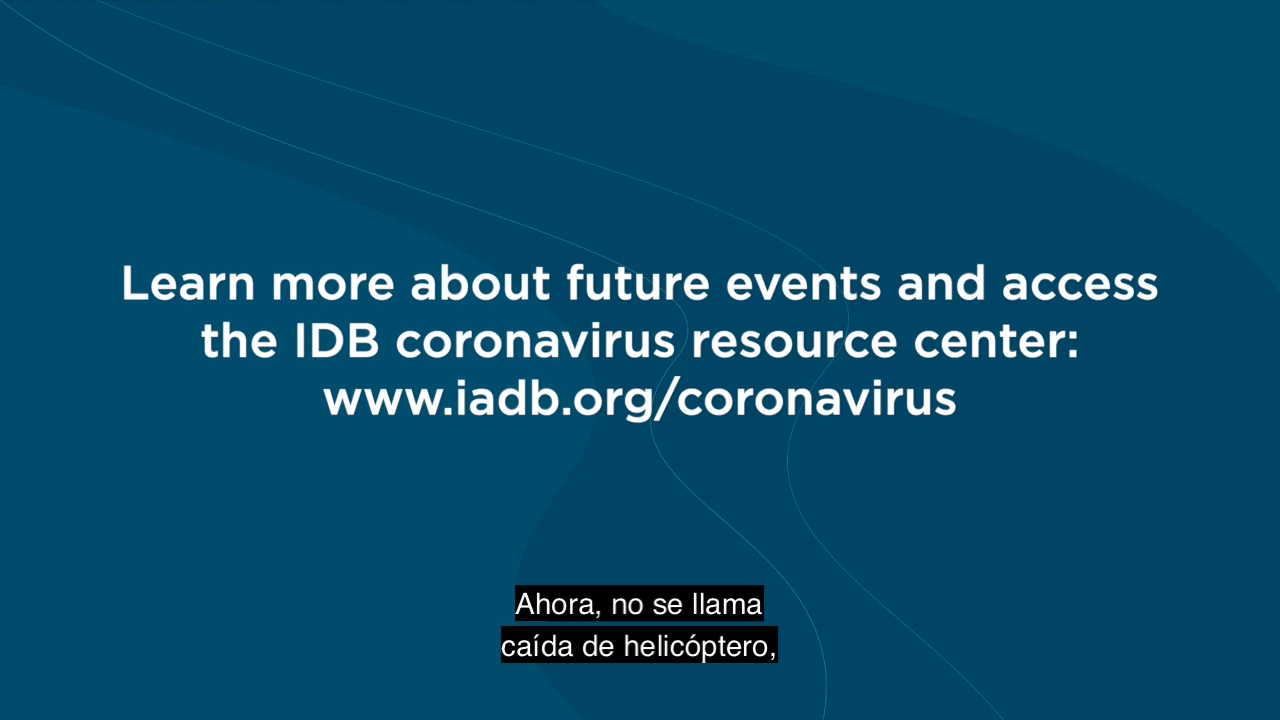 Learn more about future events and access
the IDB coronavirus resource center:
www.iadb.org/coronavirus
Ahora, no se llama
caída de helicóptero,